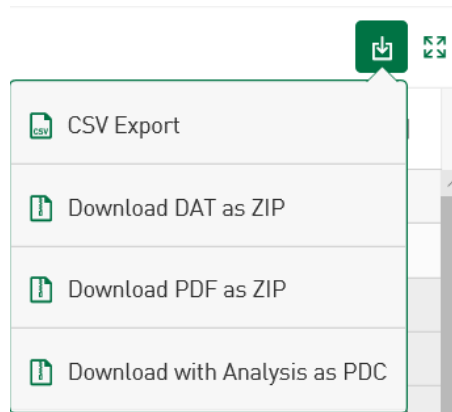 CSV Export
Download DAT as ZIP
Download PDF as ZIP
Download with Analysis as PDC